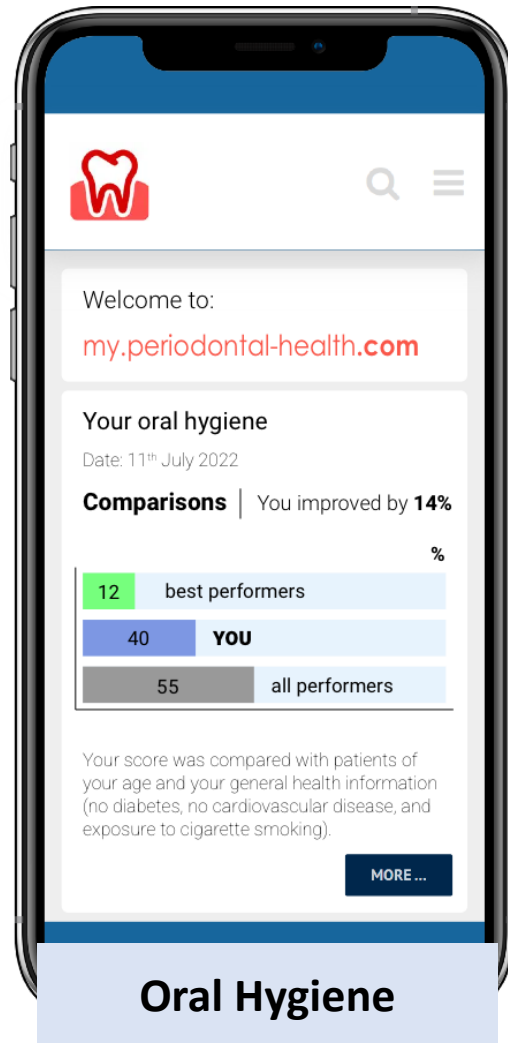 Welcome to:
my.periodontal-health.com
Your oral hygiene
Date: 11th July 2022
Comparisons | You improved by 14%
%
12 best performers
40 YOU
55 all performers
Your score was compared with patients of
your age and your general health information
(no diabetes, no cardiovascular disease, and
exposure to cigarette smoking).
MORE ...
Oral Hygiene